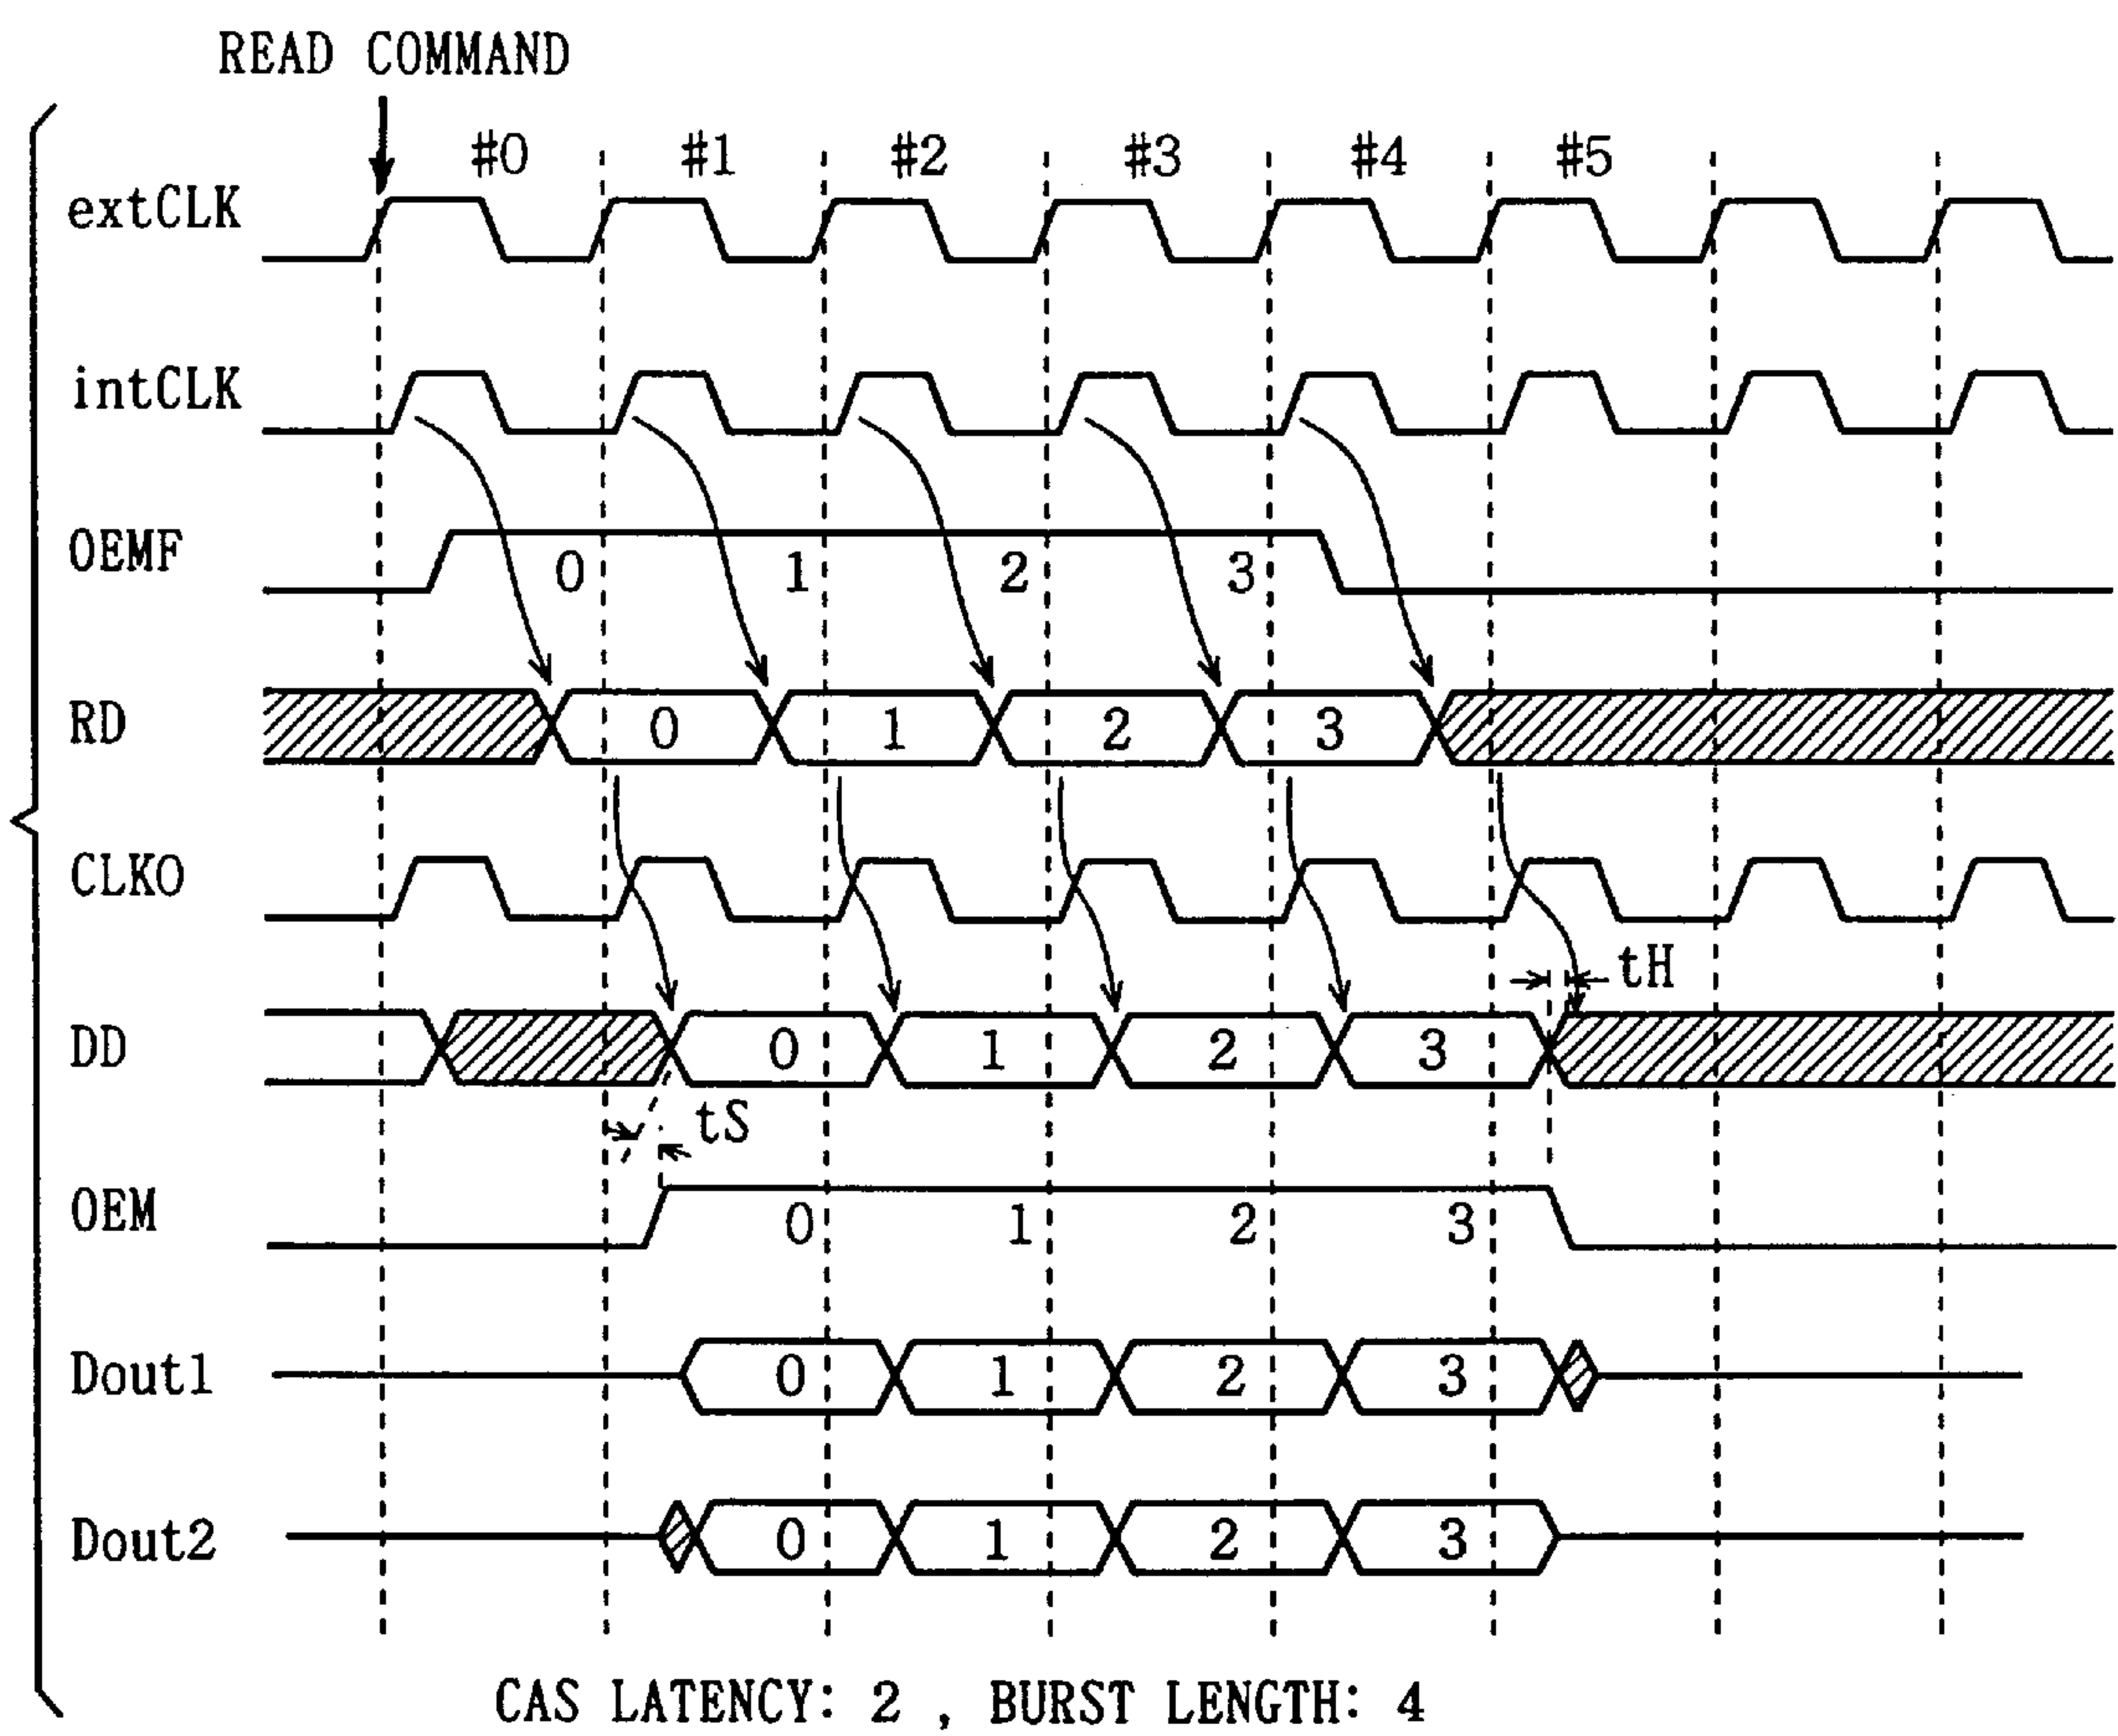 READ COMMAND
#0 #1 #2 #3 #4 #5
extCLK
intCLK
OEMF 0 1 2 3
RD 0 1 2 3
CLKO
tH
DD 0 1 2 3
tS
OEM 0 1 2 3
Dout1 0 1 2 3
Dout2 0 1 2 3
CAS LATENCY: 2 , BURST LENGTH: 4